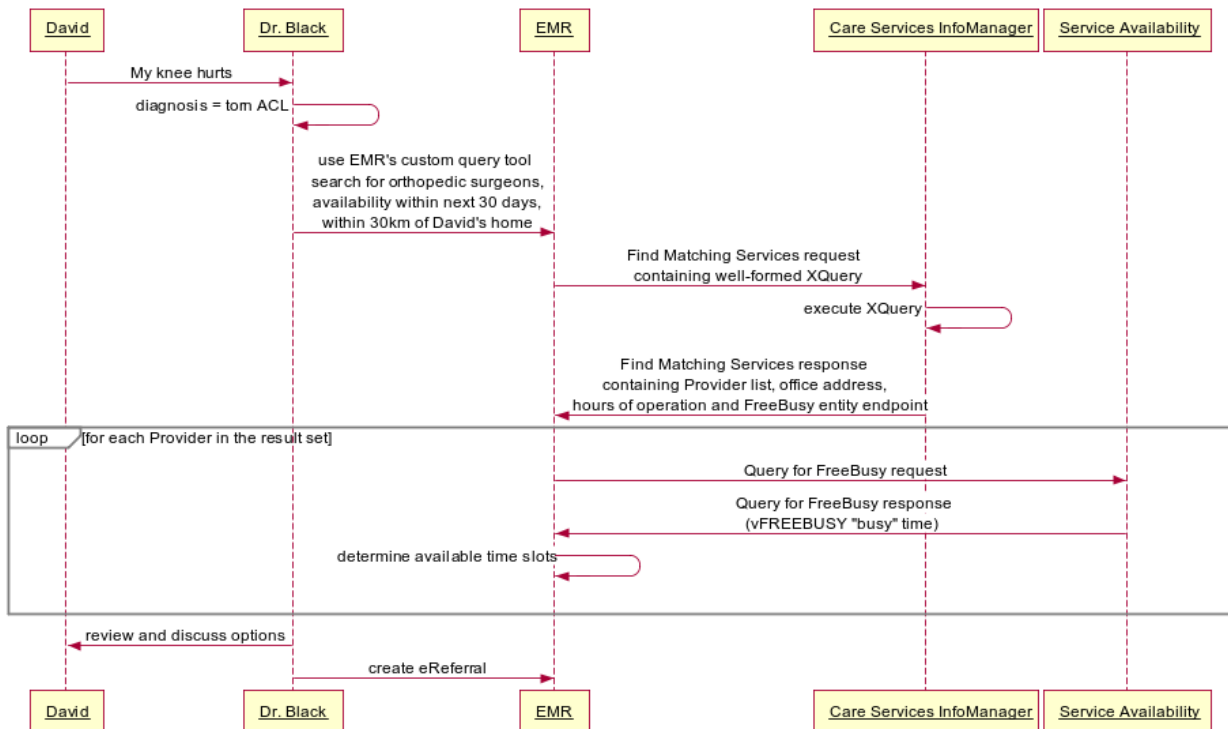 David
Dr. Black
EMR
Care Services InfoManager
Service Availability
My knee hurts
diagnosis = torn ACL
use EMR's custom query tool
search for orthopedic surgeons,
availability within next 30 days,
within 30km of David's home
Find Matching Services request
containing well-formed XQuery
execute XQuery
Find Matching Services response
containing Provider list, office address,
hours of operation and FreeBusy entity endpoint
loop
[for each Provider in the result set]
Query for FreeBusy request
Query for FreeBusy response
(vFREEBUSY "busy" time)
determine available time slots
review and discuss options
create eReferral
David
Dr. Black
EMR
Care Services InfoManager
Service Availability